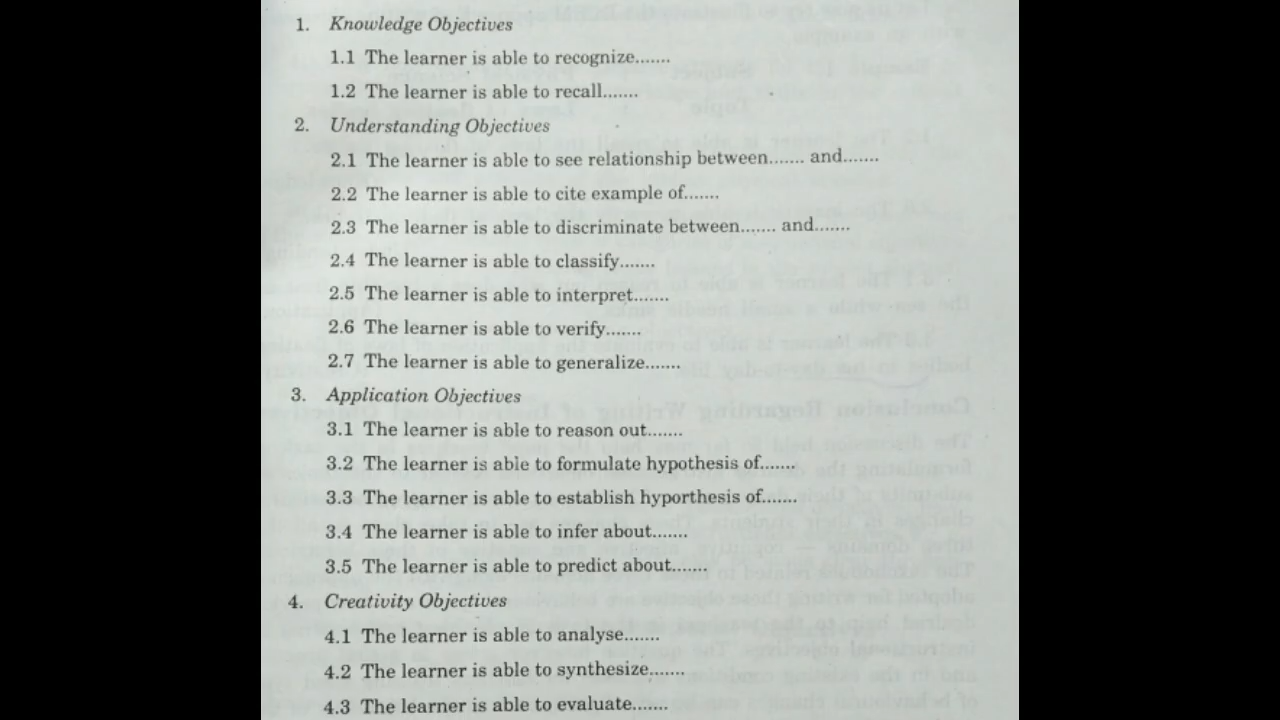 1. Knowledge Objectives
1.1 The learner is able to recognize.......
1.2 The learner is able to recall.......
2. Understanding Objectives
2.1 The learner is able to see relationship between....... and.......
2.2 The learner is able to cite example of.......
2.3 The learner is able to discriminate between....... and.......
2.4 The learner is able to classify.......
2.5 The learner is able to interpret.......
2.6 The learner is able to verify.......
2.7 The learner is able to generalize.......
3. Application Objectives
3.1 The learner is able to reason out.......
3.2 The learner is able to formulate hypothesis of.......
3.3 The learner is able to establish hyporthesis of.......
3.4 The learner is able to infer about.......
3.5 The learner is able to predict about.......
4. Creativity Objectives
4.1 The learner is able to analyse.......
4.2 The learner is able to synthesize.......
4.3 The learner is able to evaluate.......